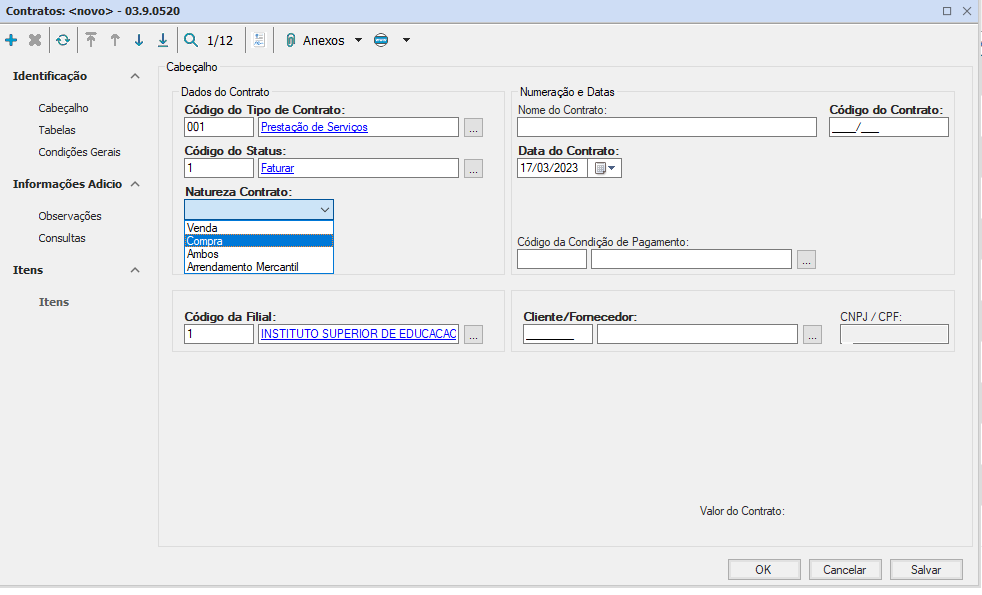 Contratos: <novo> - 03.9.0520
1/12 Anexos
Identificação
Cabeçalho
Tabelas
Condições Gerais
Informações Adicio
Observações
Consultas
Itens
Itens
Cabeçalho
Dados do Contrato
Código do Tipo de Contrato:
001 Prestação de Serviços ...
Código do Status:
1 Faturar ...
Natureza Contrato:
Venda
Compra
Ambos
Arrendamento Mercantil
Numeração e Datas
Nome do Contrato: Código do Contrato:
____/___
Data do Contrato:
17/03/2023
Código da Condição de Pagamento:
...
Código da Filial:
1 INSTITUTO SUPERIOR DE EDUCACAO ...
Cliente/Fornecedor: CNPJ / CPF:
...
Valor do Contrato:
OK Cancelar Salvar